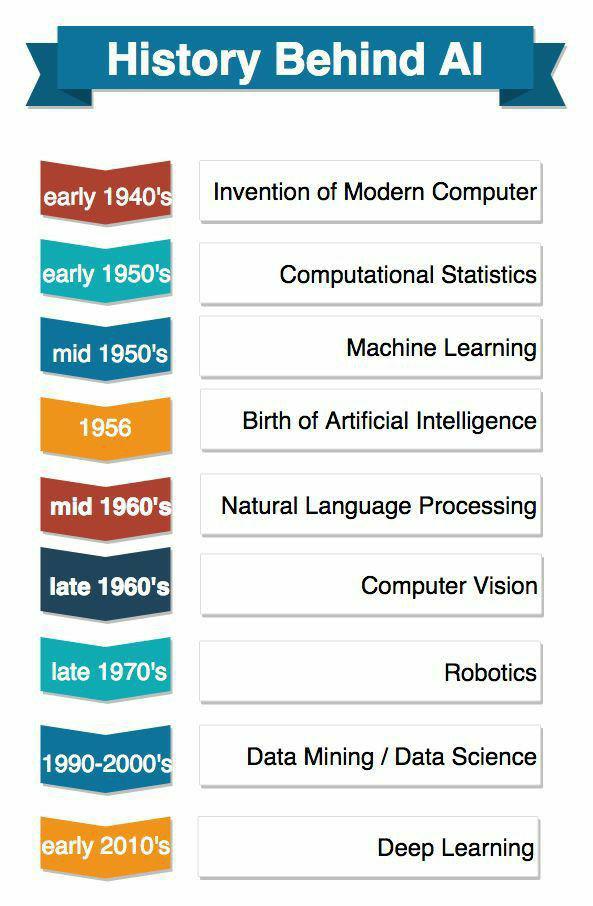 History Behind AI
early 1940's
Invention of Modern Computer
early 1950's
Computational Statistics
mid 1950's
Machine Learning
1956
Birth of Artificial Intelligence
mid 1960's
Natural Language Processing
late 1960's
Computer Vision
late 1970's
Robotics
1990-2000's
Data Mining / Data Science
early 2010's
Deep Learning